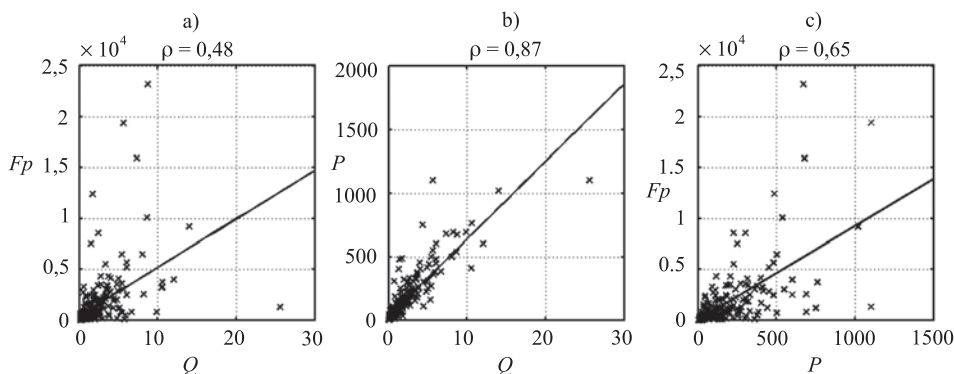 a)
× 10⁴ ρ = 0,48
2,5
2
Fp 1,5
1
0,5
0
0 10 20 30
Q
b)
ρ = 0,87
2000
1500
P
1000
500
0
0 10 20 30
Q
c)
× 10⁴ ρ = 0,65
2,5
2
1,5
Fp
1
0,5
0
0 500 1000 1500
P